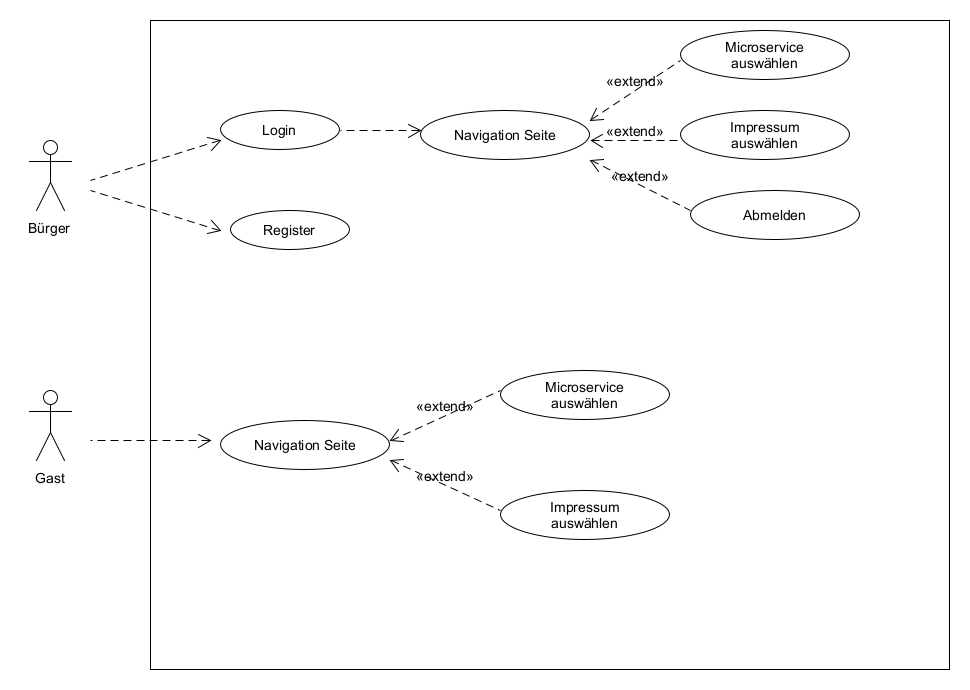 Microservice
auswählen
«extend»
Login
Navigation Seite
«extend»
Impressum
auswählen
«extend»
Abmelden
Bürger
Register
Microservice
auswählen
«extend»
Navigation Seite
Gast
«extend»
Impressum
auswählen